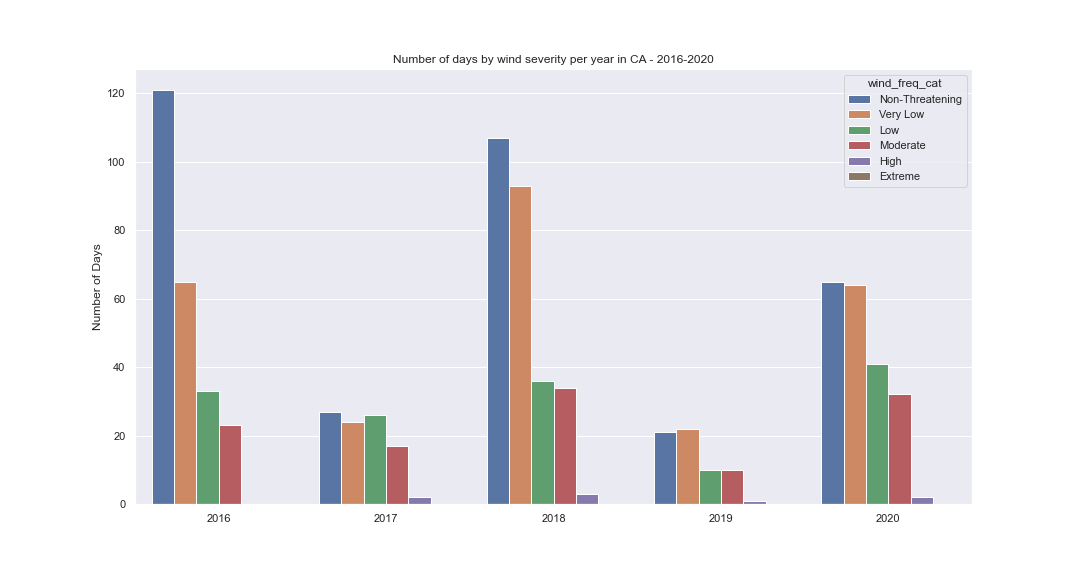 Number of days by wind severity per year in CA - 2016-2020
wind_freq_cat
Non-Threatening
Very Low
Low
Moderate
High
Extreme
120
100
80
60
40
20
0
Number of Days
2016
2017
2018
2019
2020